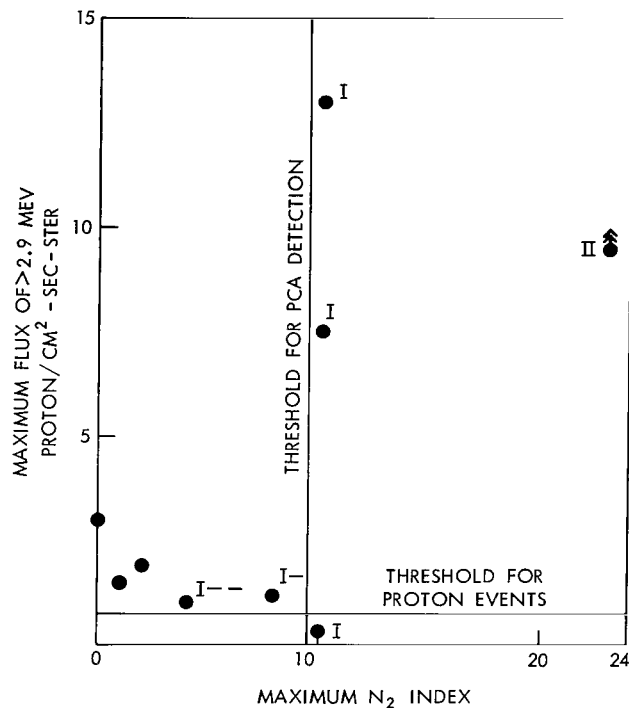 15
I
THRESHOLD FOR PCA DETECTION
MAXIMUM FLUX OF >2.9 MEV
PROTON/CM² - SEC - STER
10
II
I
5
I--
I-
THRESHOLD FOR
PROTON EVENTS
I
0
10
20
24
MAXIMUM N₂ INDEX